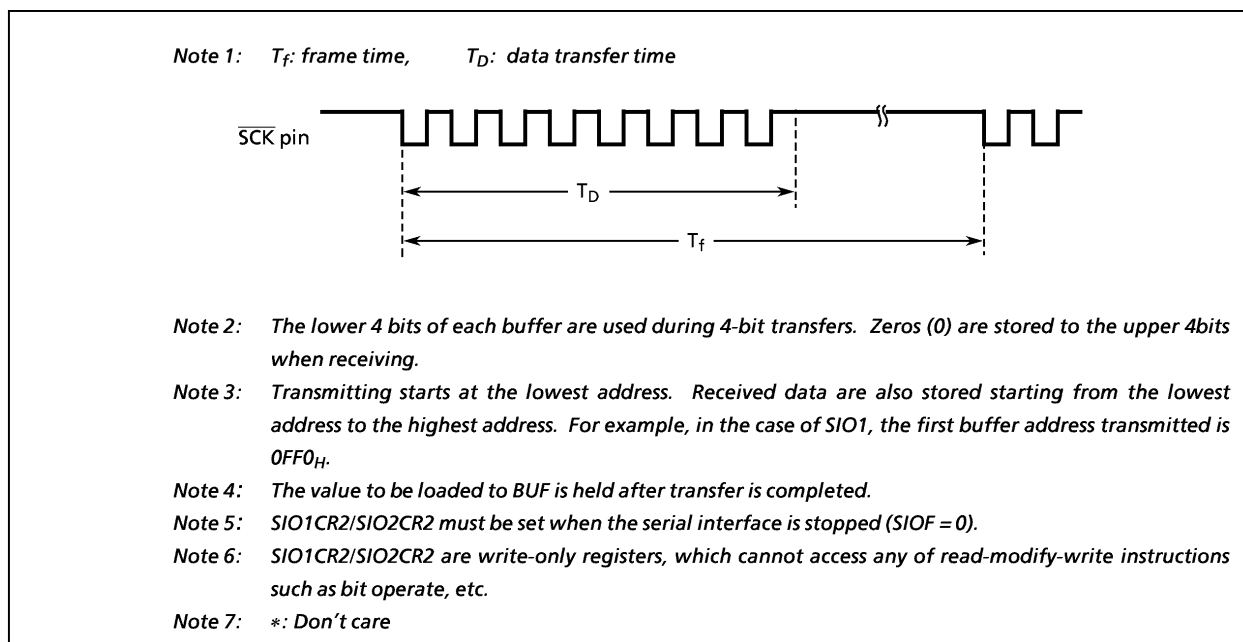 Note 1: Tf: frame time, TD: data transfer time
SCK pin
TD
Tf
Note 2: The lower 4 bits of each buffer are used during 4-bit transfers. Zeros (0) are stored to the upper 4bits
when receiving.
Note 3: Transmitting starts at the lowest address. Received data are also stored starting from the lowest
address to the highest address. For example, in the case of SIO1, the first buffer address transmitted is
0FF0H.
Note 4: The value to be loaded to BUF is held after transfer is completed.
Note 5: SIO1CR2/SIO2CR2 must be set when the serial interface is stopped (SIOF = 0).
Note 6: SIO1CR2/SIO2CR2 are write-only registers, which cannot access any of read-modify-write instructions
such as bit operate, etc.
Note 7: *: Don't care